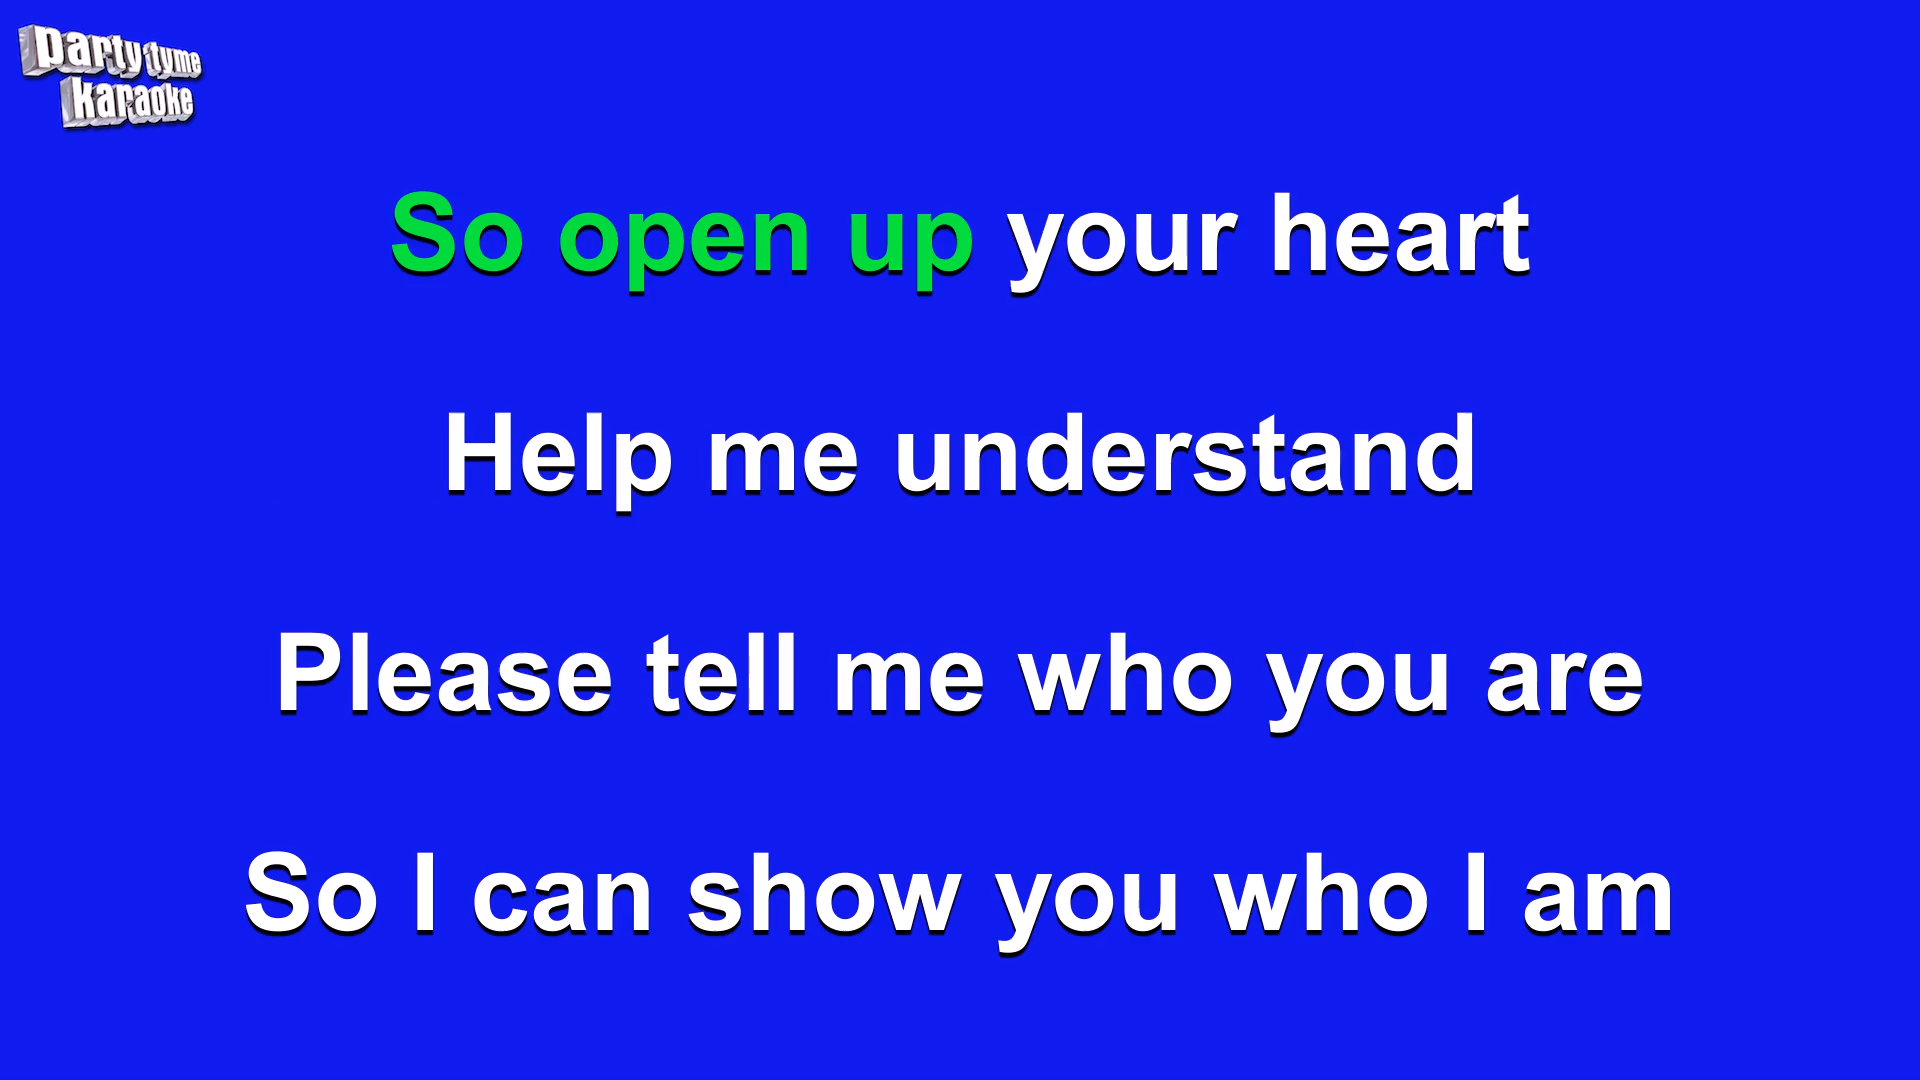 party tyme
karaoke
So open up your heart
Help me understand
Please tell me who you are
So I can show you who I am